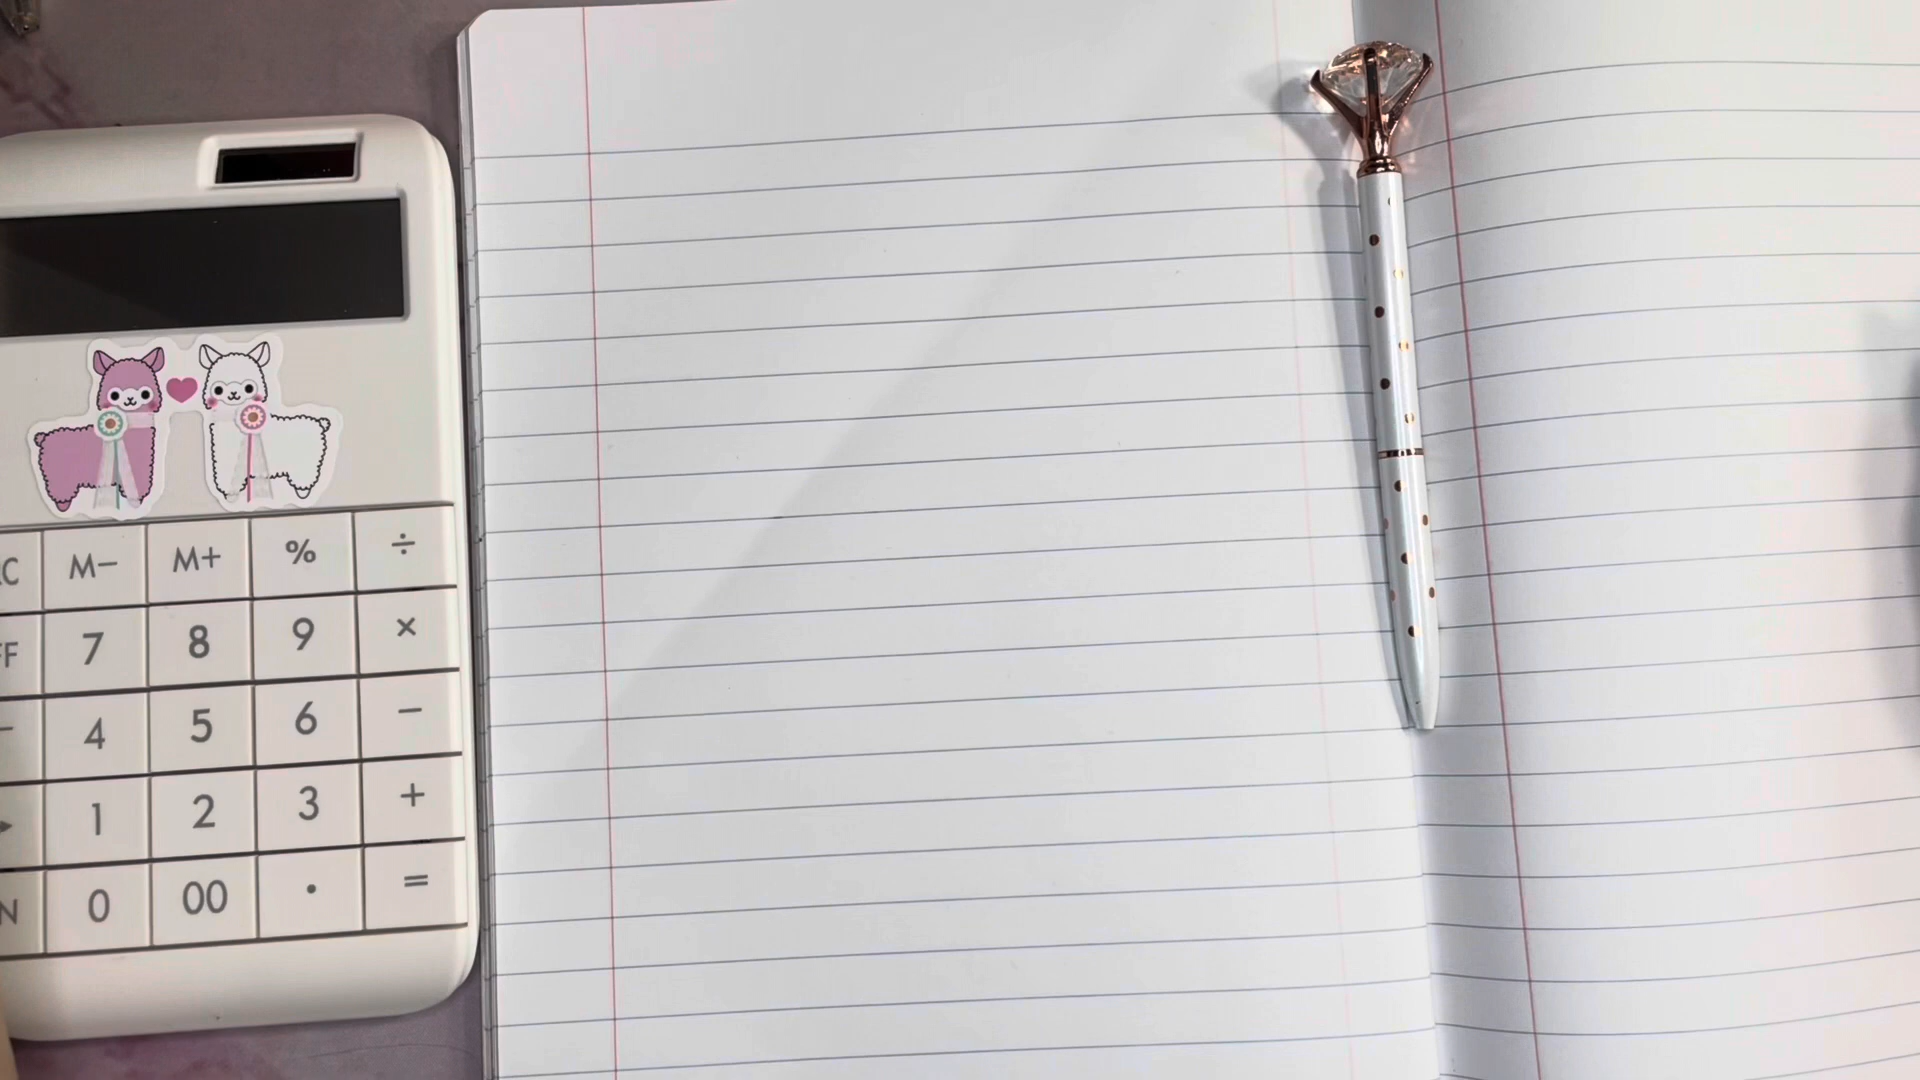 M− M+ % ÷
7 8 9 ×
4 5 6 −
1 2 3 +
0 00 · =